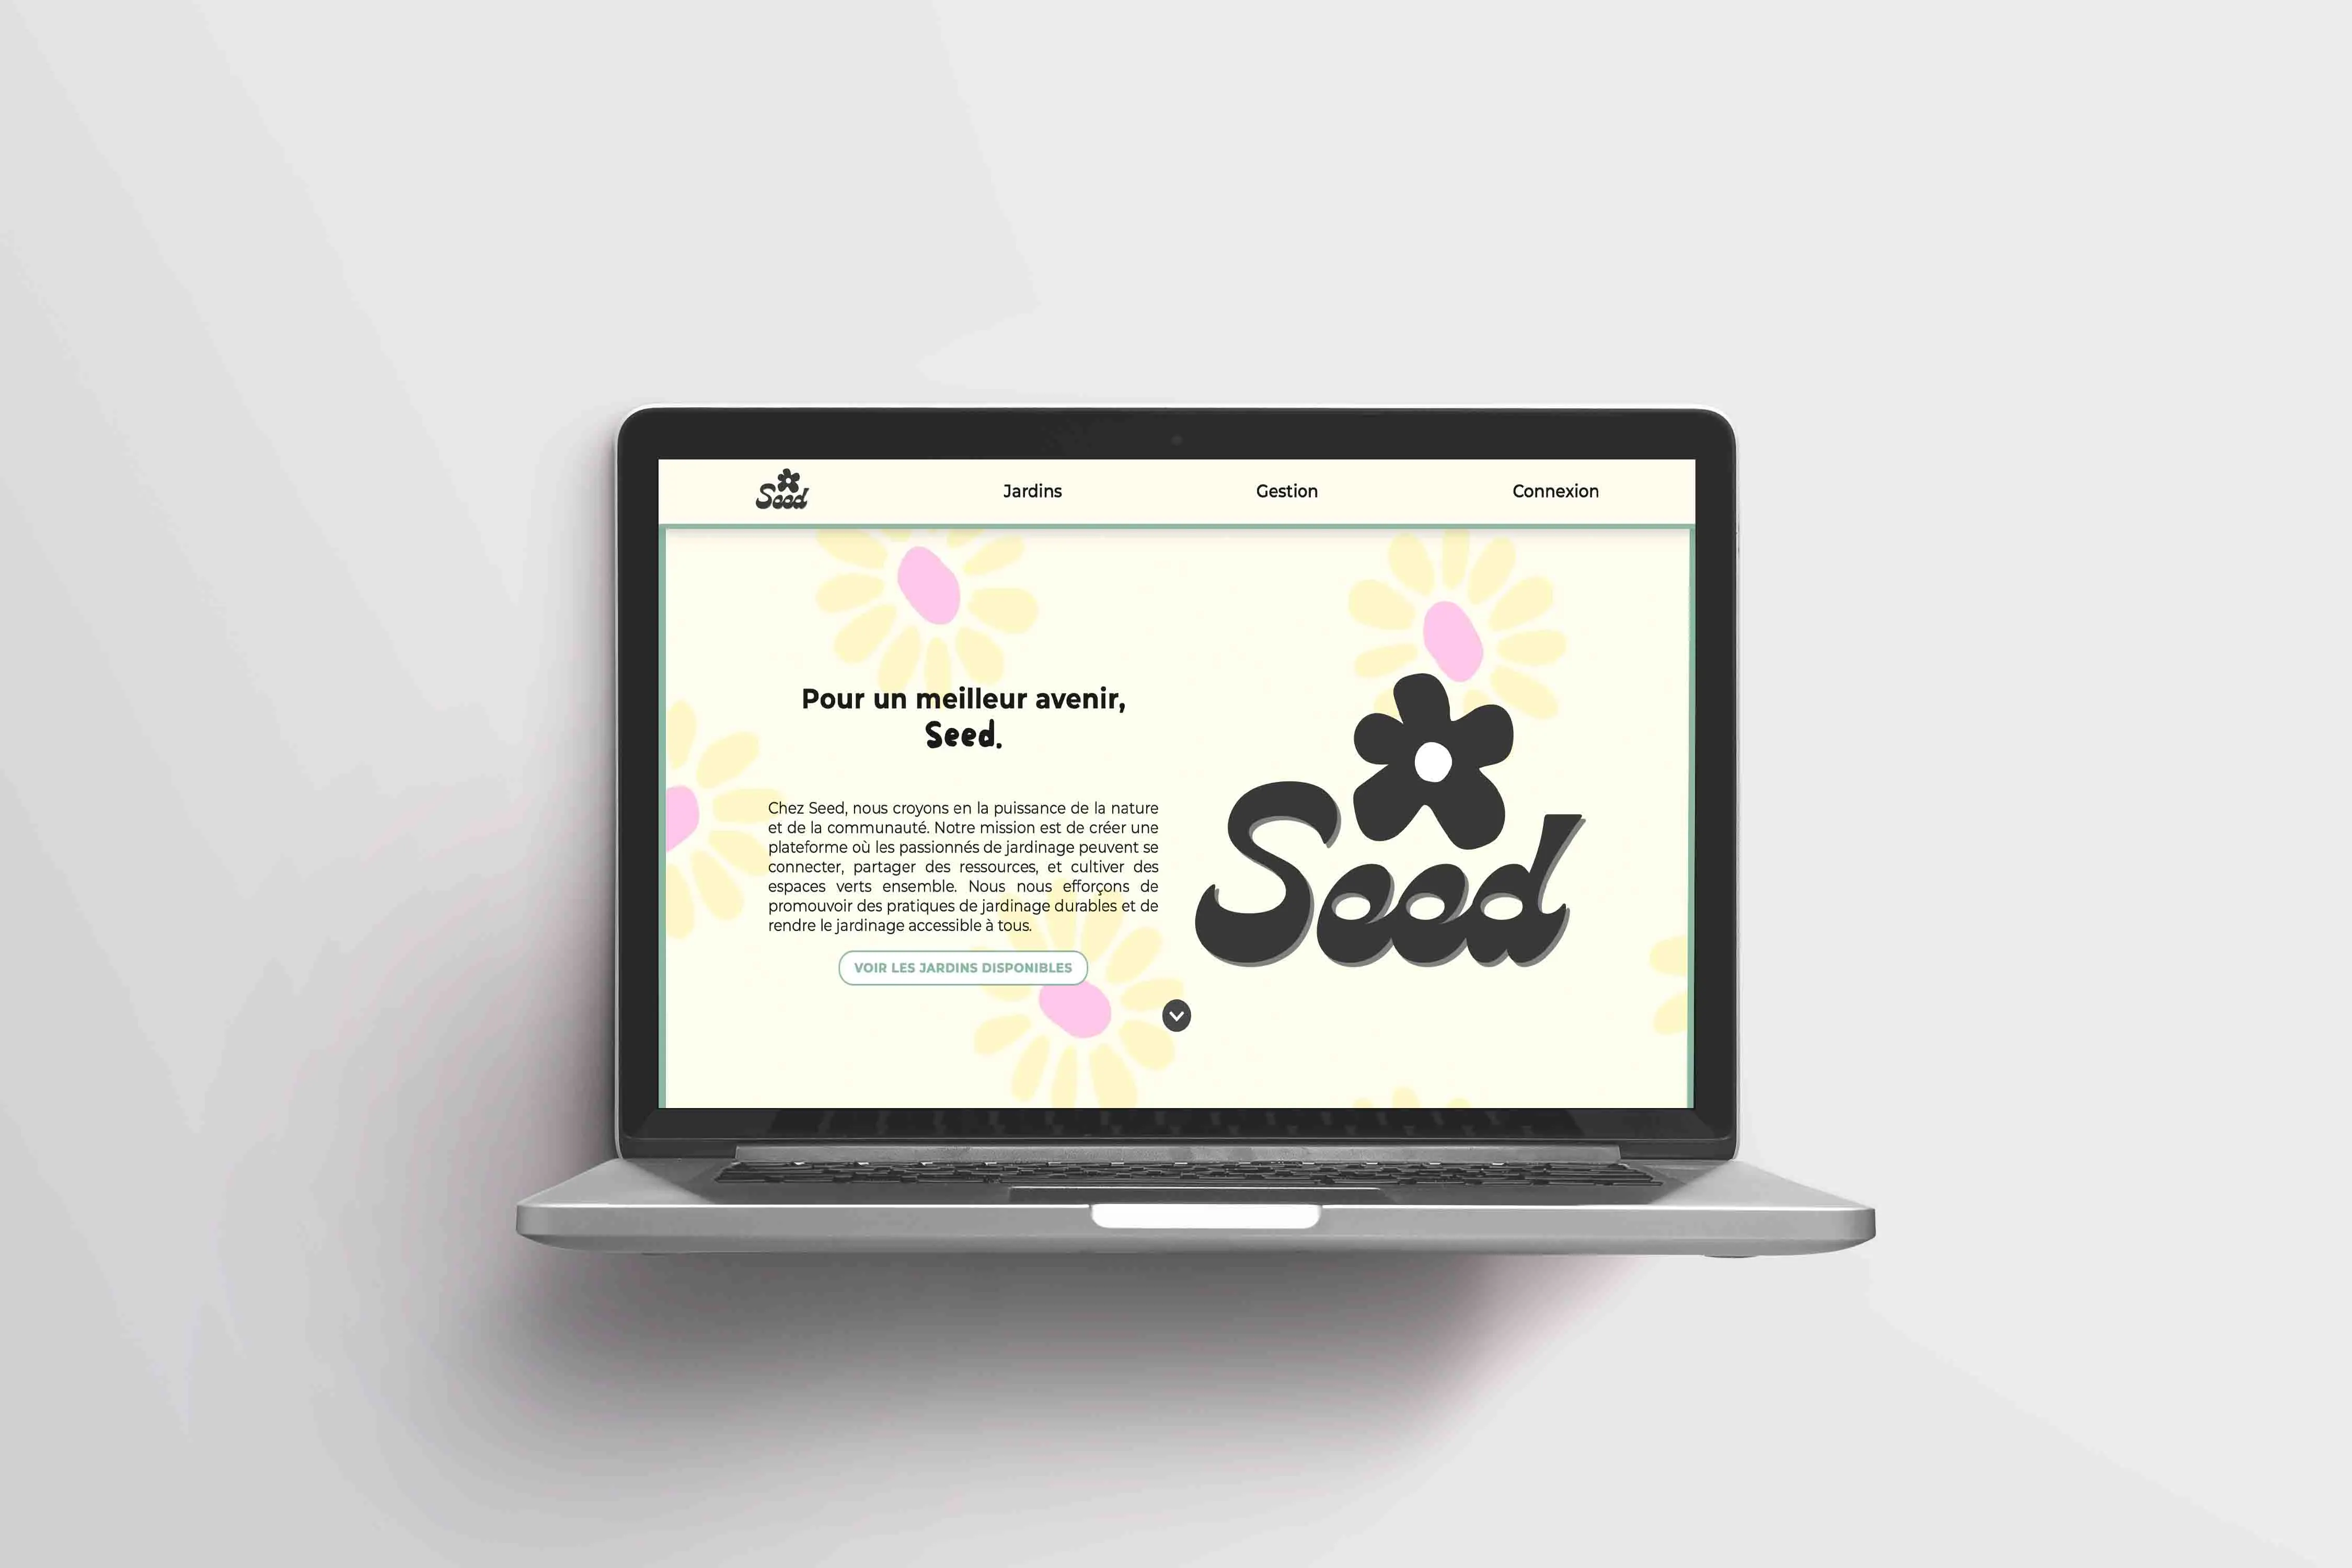 Seed
Jardins
Gestion
Connexion
Pour un meilleur avenir,
Seed.
Chez Seed, nous croyons en la puissance de la nature
et de la communauté. Notre mission est de créer une
plateforme où les passionnés de jardinage peuvent se
connecter, partager des ressources, et cultiver des
espaces verts ensemble. Nous nous efforçons de
promouvoir des pratiques de jardinage durables et de
rendre le jardinage accessible à tous.
VOIR LES JARDINS DISPONIBLES
Seed